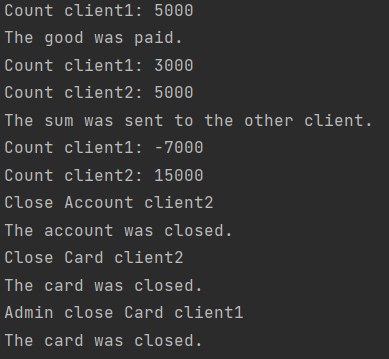 Count client1: 5000
The good was paid.
Count client1: 3000
Count client2: 5000
The sum was sent to the other client.
Count client1: -7000
Count client2: 15000
Close Account client2
The account was closed.
Close Card client2
The card was closed.
Admin close Card client1
The card was closed.